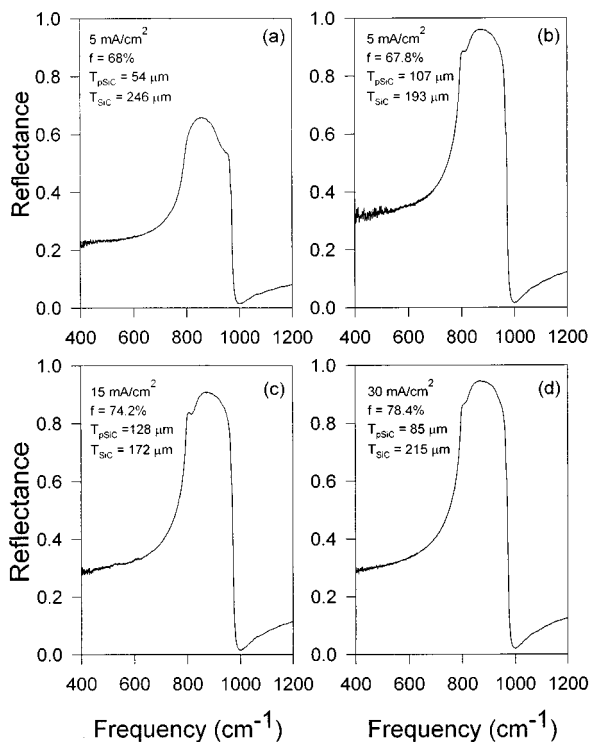 (a)
5 mA/cm²
f = 68%
TpSiC = 54 μm
TSiC = 246 μm
Reflectance
1.0
0.8
0.6
0.4
0.2
0.0
400 600 800 1000 1200
(b)
5 mA/cm²
f = 67.8%
TpSiC = 107 μm
TSiC = 193 μm
1.0
0.8
0.6
0.4
0.2
0.0
400 600 800 1000 1200
(c)
15 mA/cm²
f = 74.2%
TpSiC =128 μm
TSiC = 172 μm
Reflectance
1.0
0.8
0.6
0.4
0.2
0.0
400 600 800 1000 1200
Frequency (cm⁻¹)
(d)
30 mA/cm²
f = 78.4%
TpSiC = 85 μm
TSiC = 215 μm
1.0
0.8
0.6
0.4
0.2
0.0
400 600 800 1000 1200
Frequency (cm⁻¹)